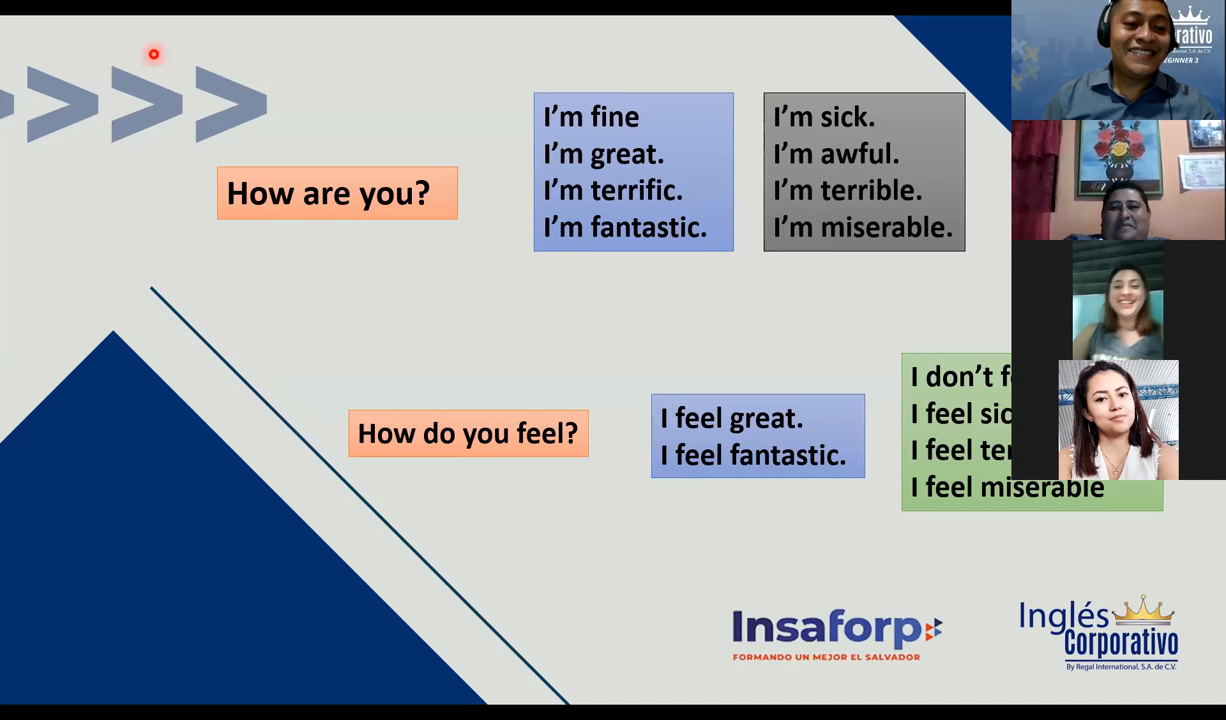 How are you?
I'm fine
I'm great.
I'm terrific.
I'm fantastic.
I'm sick.
I'm awful.
I'm terrible.
I'm miserable.
How do you feel?
I feel great.
I feel fantastic.
I don't
I feel
I feel
I feel miserable
Insaforp
FORMANDO UN MEJOR EL SALVADOR
Inglés
Corporativo
By Regal International, S.A. de C.V.